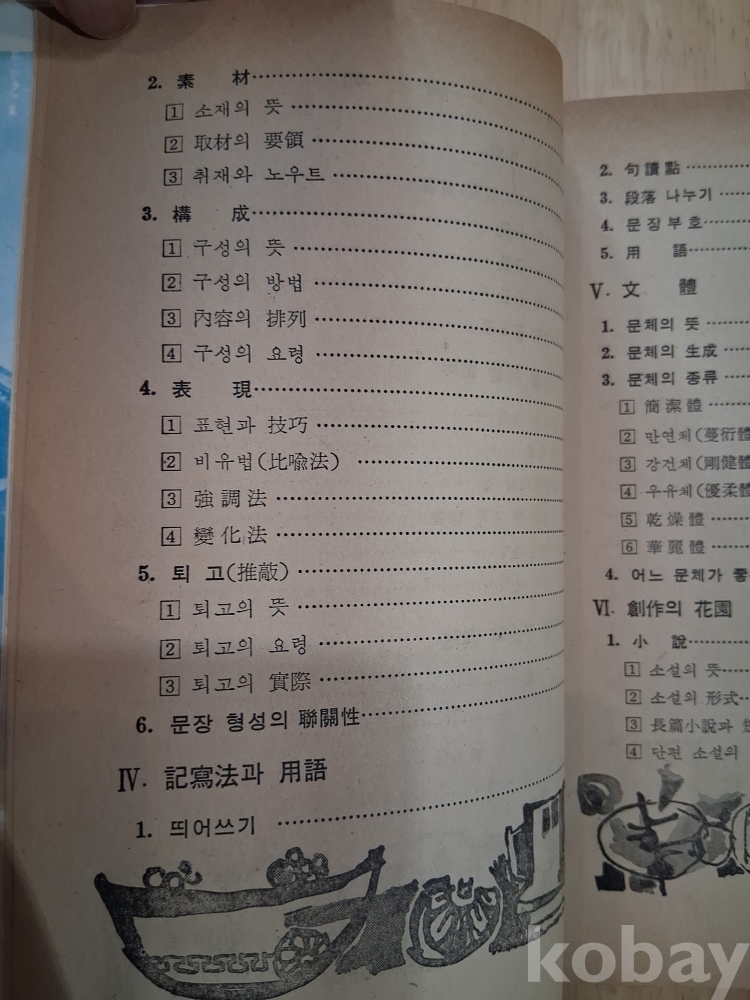 2. 素 材
1 소재의 뜻
2 取材의 要領
3 취재와 노우트
3. 構 成
1 구성의 뜻
2 구성의 방법
3 內容의 排列
4 구성의 요령
4. 表 現
1 표현과 技巧
2 비유법(比喩法)
3 強調法
4 變化法
5. 퇴 고(推敲)
1 퇴고의 뜻
2 퇴고의 요령
3 퇴고의 實際
6. 문장 형성의 聯關性
Ⅳ. 記寫法과 用語
1. 띄어쓰기
2. 句讀點
3. 段落 나누기
4. 문장부호
5. 用 語
Ⅴ. 文 體
1. 문체의 뜻
2. 문체의 生成
3. 문체의 종류
1 簡潔體
2 만연체(蔓衍體
3 강건체(剛健體
4 우유체(優柔體
5 乾燥體
6 華麗體
4. 어느 문체가
Ⅵ. 創作의 花園
1. 小 說
1 소설의 뜻
2 소설의 形式
3 長篇小說과
4 단편 소설의
kobay